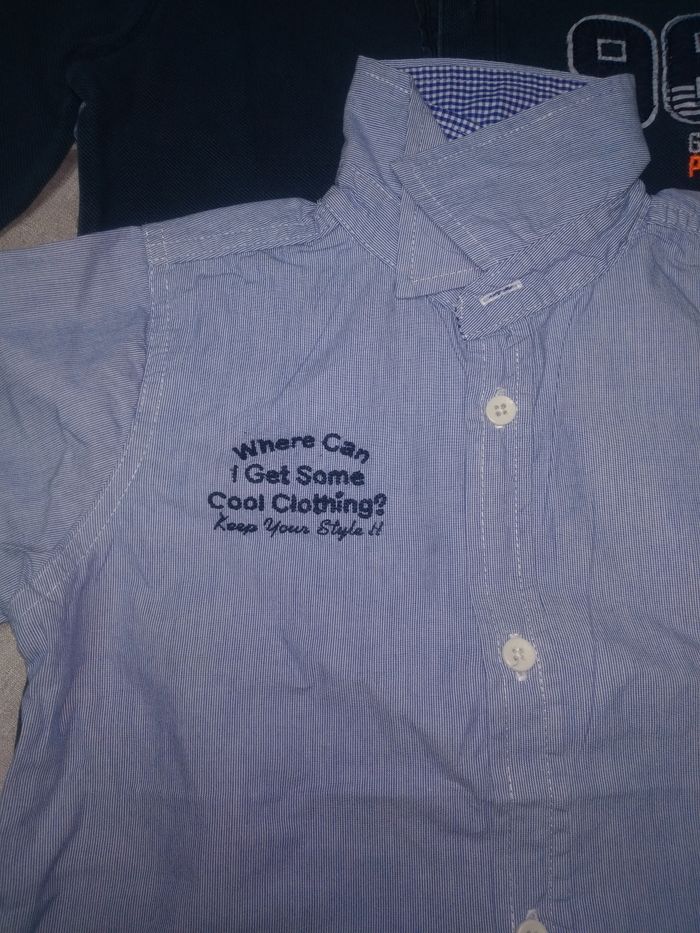 Where Can
I Get Some
Cool Clothing?
Keep Your Style !!